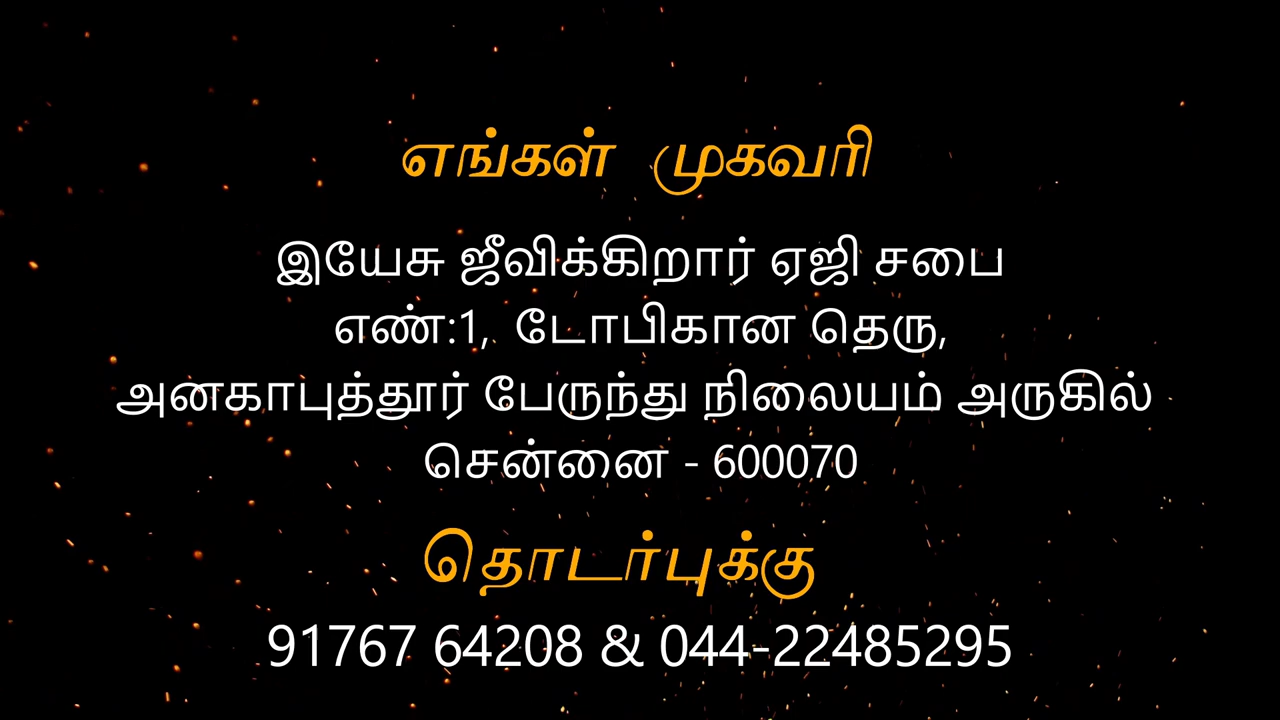 எங்கள் முகவரி
இயேசு ஜீவிக்கிறார் ஏஜி சபை
எண்:1, டோபிகான தெரு,
அனகாபுத்தூர் பேருந்து நிலையம் அருகில்
சென்னை - 600070
தொடர்புக்கு
91767 64208 & 044-22485295